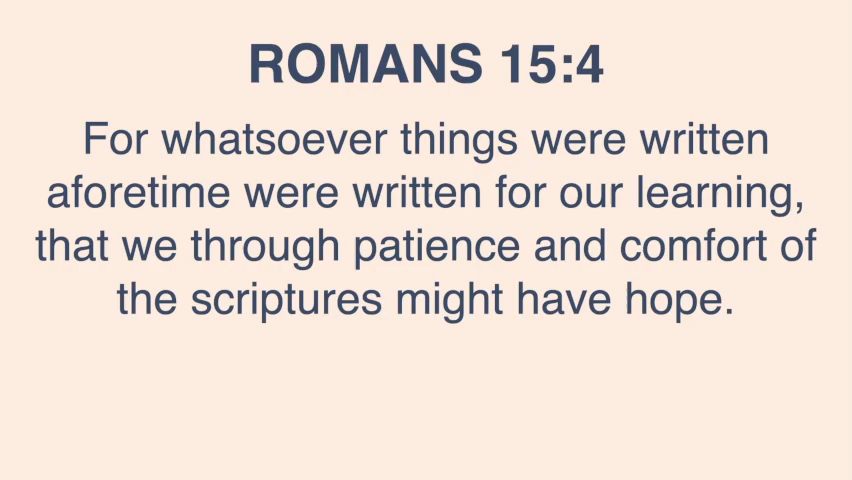 ROMANS 15:4
For whatsoever things were written
aforetime were written for our learning,
that we through patience and comfort of
the scriptures might have hope.